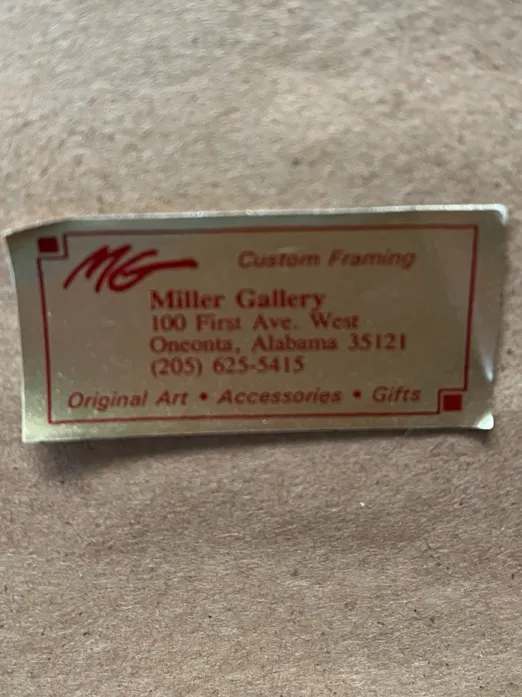 MG Custom Framing
Miller Gallery
100 First Ave. West
Oneonta, Alabama 35121
(205) 625-5415
Original Art • Accessories • Gifts